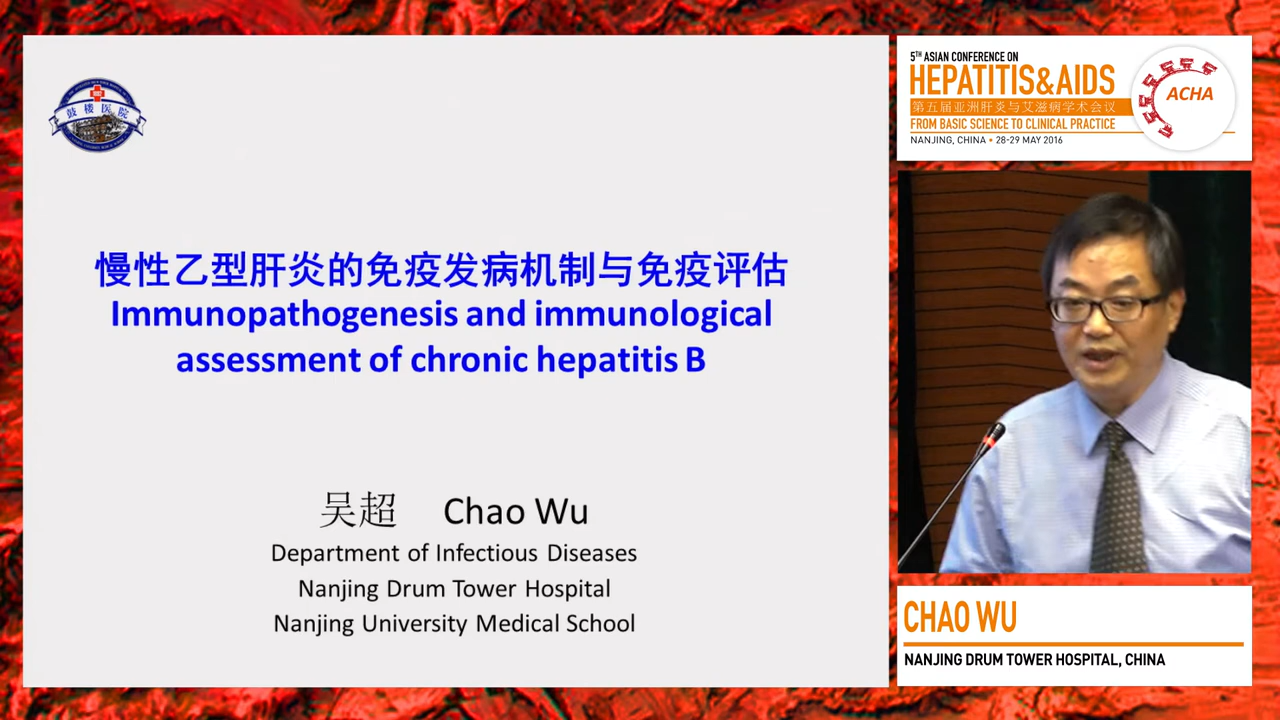 鼓楼医院
慢性乙型肝炎的免疫发病机制与免疫评估
Immunopathogenesis and immunological
assessment of chronic hepatitis B
吴超 Chao Wu
Department of Infectious Diseases
Nanjing Drum Tower Hospital
Nanjing University Medical School
5TH ASIAN CONFERENCE ON
HEPATITIS&AIDS
第五届亚洲肝炎与艾滋病学术会议
FROM BASIC SCIENCE TO CLINICAL PRACTICE
NANJING, CHINA • 28-29 MAY 2016
ACHA
CHAO WU
NANJING DRUM TOWER HOSPITAL, CHINA